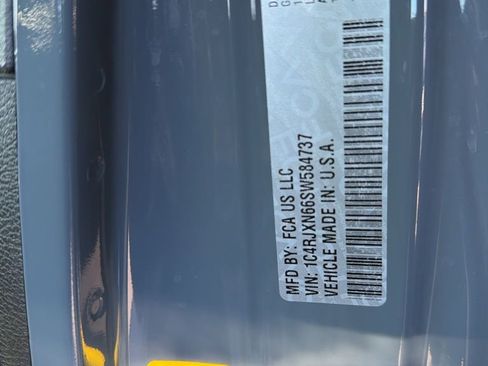 MFD BY: FCA US LLC
VIN: 1C4RJXN66SW584737
VEHICLE MADE IN: U.S.A.